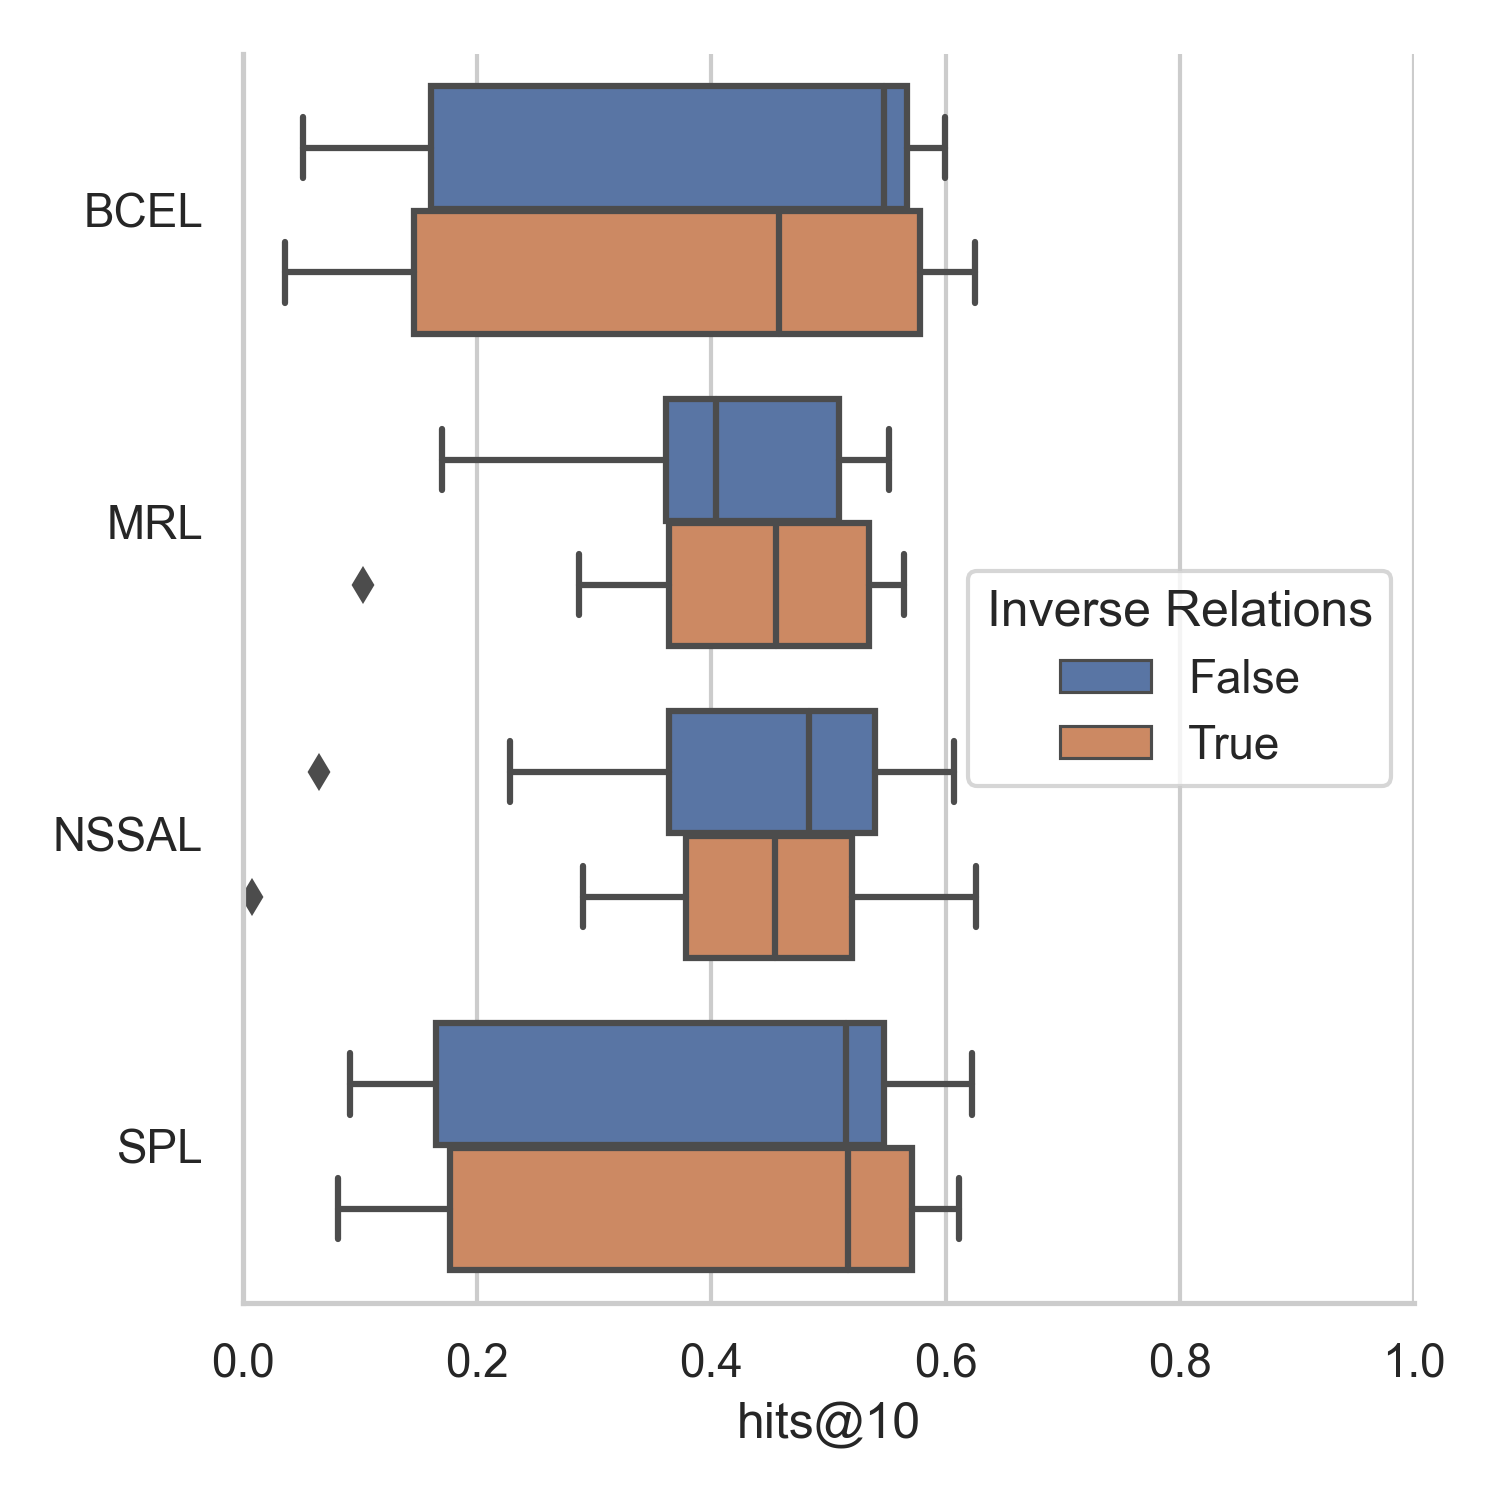 BCEL
MRL
NSSAL
SPL
Inverse Relations
False
True
0.0 0.2 0.4 0.6 0.8 1.0
hits@10